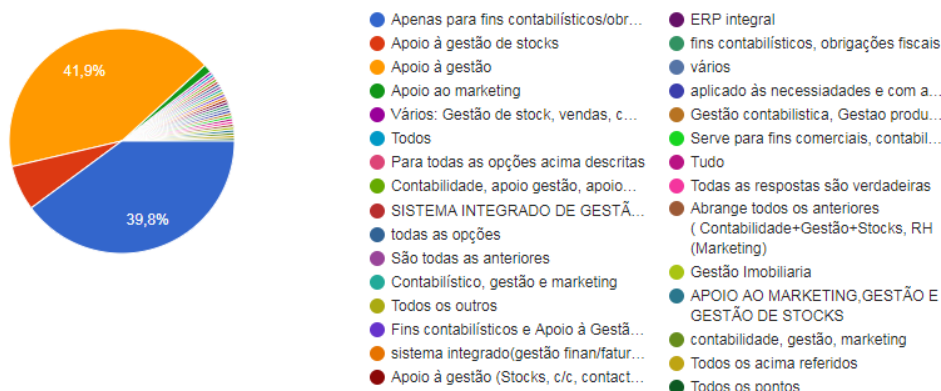 41,9%
39,8%
Apenas para fins contabilísticos/obr...
Apoio à gestão de stocks
Apoio à gestão
Apoio ao marketing
Vários: Gestão de stock, vendas, c...
Todos
Para todas as opções acima descritas
Contabilidade, apoio gestão, apoio...
SISTEMA INTEGRADO DE GESTÃ...
todas as opções
São todas as anteriores
Contabilístico, gestão e marketing
Todos os outros
Fins contabilísticos e Apoio à Gestã...
sistema integrado(gestão finan/fatur...
Apoio à gestão (Stocks, c/c, contact...
ERP integral
fins contabilísticos, obrigações fiscais
vários
aplicado às necessiadades e com a...
Gestão contabilistica, Gestao produ...
Serve para fins comerciais, contabil...
Tudo
Todas as respostas são verdadeiras
Abrange todos os anteriores
( Contabilidade+Gestão+Stocks, RH
(Marketing)
Gestão Imobiliaria
APOIO AO MARKETING,GESTÃO E
GESTÃO DE STOCKS
contabilidade, gestão, marketing
Todos os acima referidos
Todos os pontos